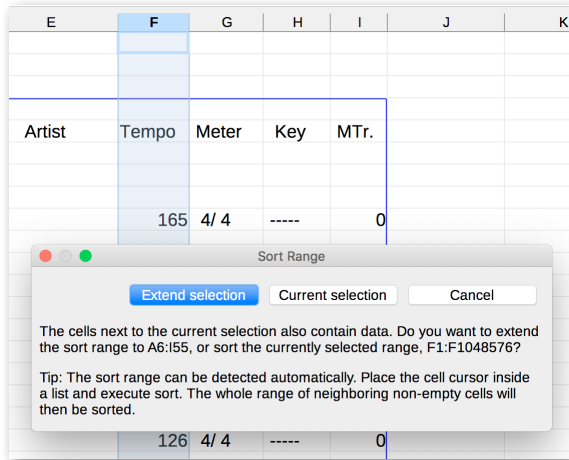 E F G H I J K
Artist Tempo Meter Key MTr.
165 4/ 4 ----- 0
Sort Range
Extend selection Current selection Cancel
The cells next to the current selection also contain data. Do you want to extend
the sort range to A6:I55, or sort the currently selected range, F1:F1048576?
Tip: The sort range can be detected automatically. Place the cell cursor inside
a list and execute sort. The whole range of neighboring non-empty cells will
then be sorted.
126 4/ 4 ----- 0